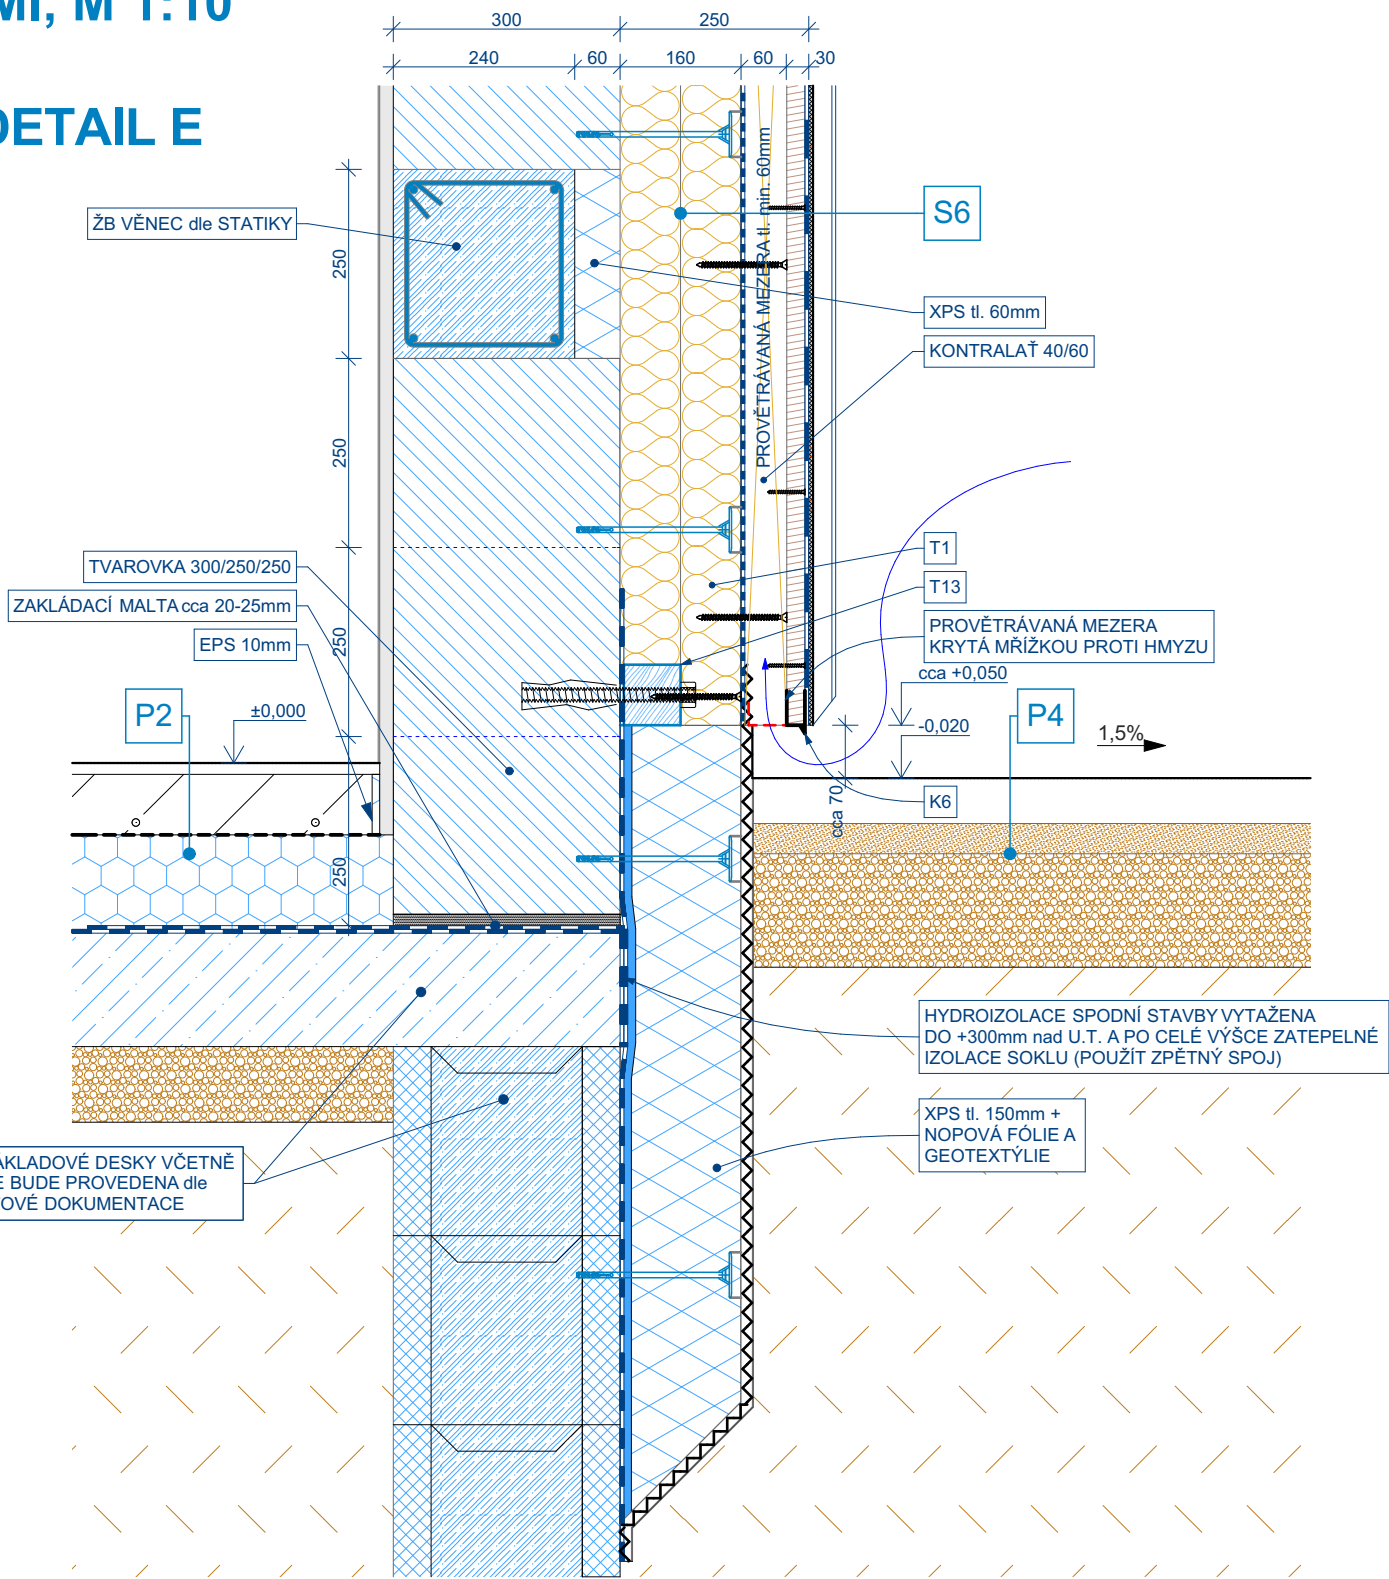 M 1:10
DETAIL E
300
250
240
60
160
60
30
ŽB VĚNEC dle STATIKY
250
250
250
250
PROVĚTRÁVANÁ MEZERA tl. min. 60mm
S6
XPS tl. 60mm
KONTRALAŤ 40/60
TVAROVKA 300/250/250
ZAKLÁDACÍ MALTA cca 20-25mm
EPS 10mm
T1
T13
PROVĚTRÁVANÁ MEZERA
KRYTÁ MŘÍŽKOU PROTI HMYZU
P2
±0,000
cca +0,050
-0,020
P4
1,5%
cca 70
K6
HYDROIZOLACE SPODNÍ STAVBY VYTAŽENA
DO +300mm nad U.T. A PO CELÉ VÝŠCE ZATEPELNÉ
IZOLACE SOKLU (POUŽÍT ZPĚTNÝ SPOJ)
XPS tl. 150mm +
NOPOVÁ FÓLIE A
GEOTEXTÝLIE
ÁKLADOVÉ DESKY VČETNĚ
E BUDE PROVEDENA dle
OVÉ DOKUMENTACE